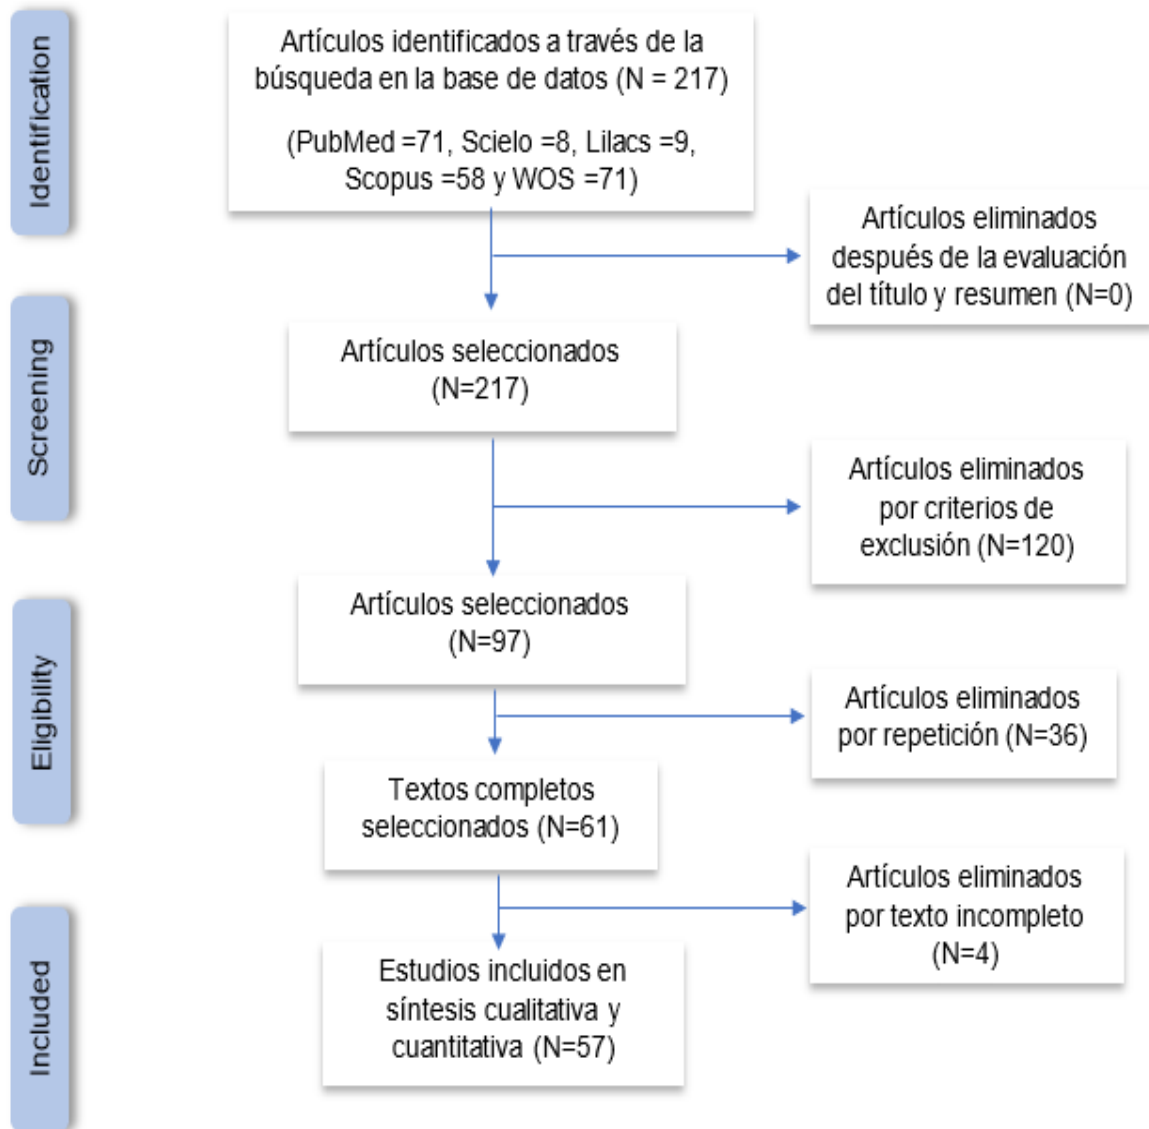 Identification
Artículos identificados a través de la
búsqueda en la base de datos (N = 217)
(PubMed =71, Scielo =8, Lilacs =9,
Scopus =58 y WOS =71)
Artículos eliminados
después de la evaluación
del título y resumen (N=0)
Screening
Artículos seleccionados
(N=217)
Artículos eliminados
por criterios de
exclusión (N=120)
Eligibility
Artículos seleccionados
(N=97)
Artículos eliminados
por repetición (N=36)
Textos completos
seleccionados (N=61)
Artículos eliminados
por texto incompleto
(N=4)
Included
Estudios incluidos en
síntesis cualitativa y
cuantitativa (N=57)